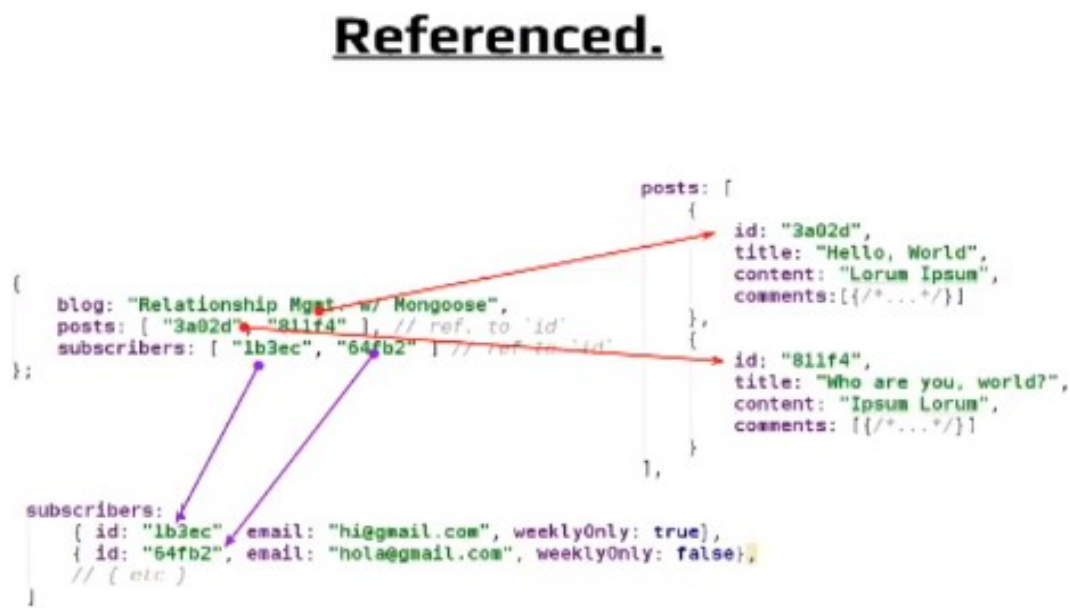 Referenced.
{
blog: "Relationship Mgmt w/ Mongoose",
posts: [ "3a02d", "811f4" ], // ref. to `id`
subscribers: [ "1b3ec", "64fb2" ] // ref to `id`
};
posts: [
{
id: "3a02d",
title: "Hello, World",
content: "Lorum Ipsum",
comments:[{/*...*/}]
},
{
id: "811f4",
title: "Who are you, world?",
content: "Ipsum Lorum",
comments: [{/*...*/}]
}
],
subscribers:
{ id: "1b3ec" email: "hi@gmail.com", weeklyOnly: true},
{ id: "64fb2", email: "hola@gmail.com", weeklyOnly: false},
// { etc }
]